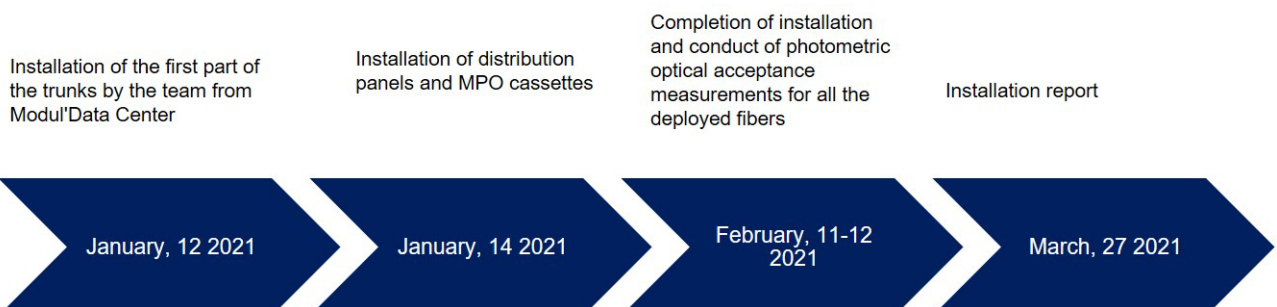 Installation of the first part of
the trunks by the team from
Modul'Data Center
Installation of distribution
panels and MPO cassettes
Completion of installation
and conduct of photometric
optical acceptance
measurements for all the
deployed fibers
Installation report
January, 12 2021
January, 14 2021
February, 11-12
2021
March, 27 2021